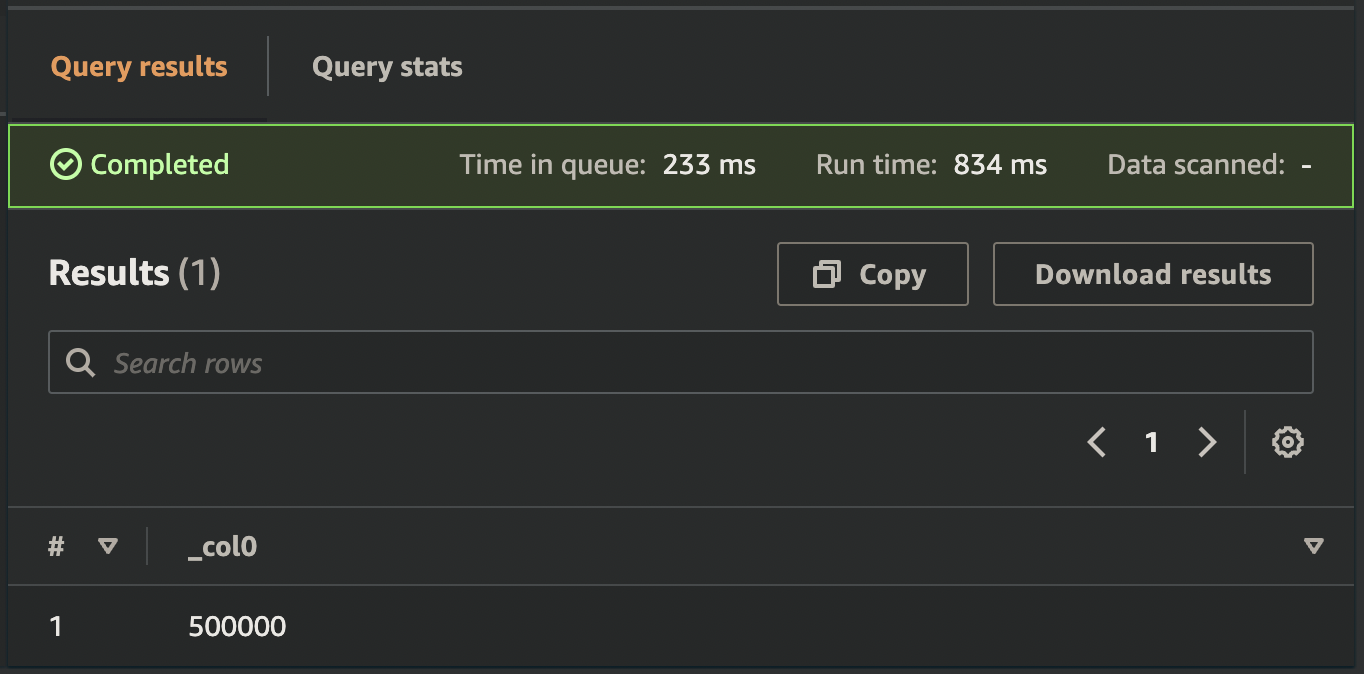 Query results Query stats
Completed Time in queue: 233 ms Run time: 834 ms Data scanned: -
Results (1) Copy Download results
Search rows
1
# _col0
1 500000